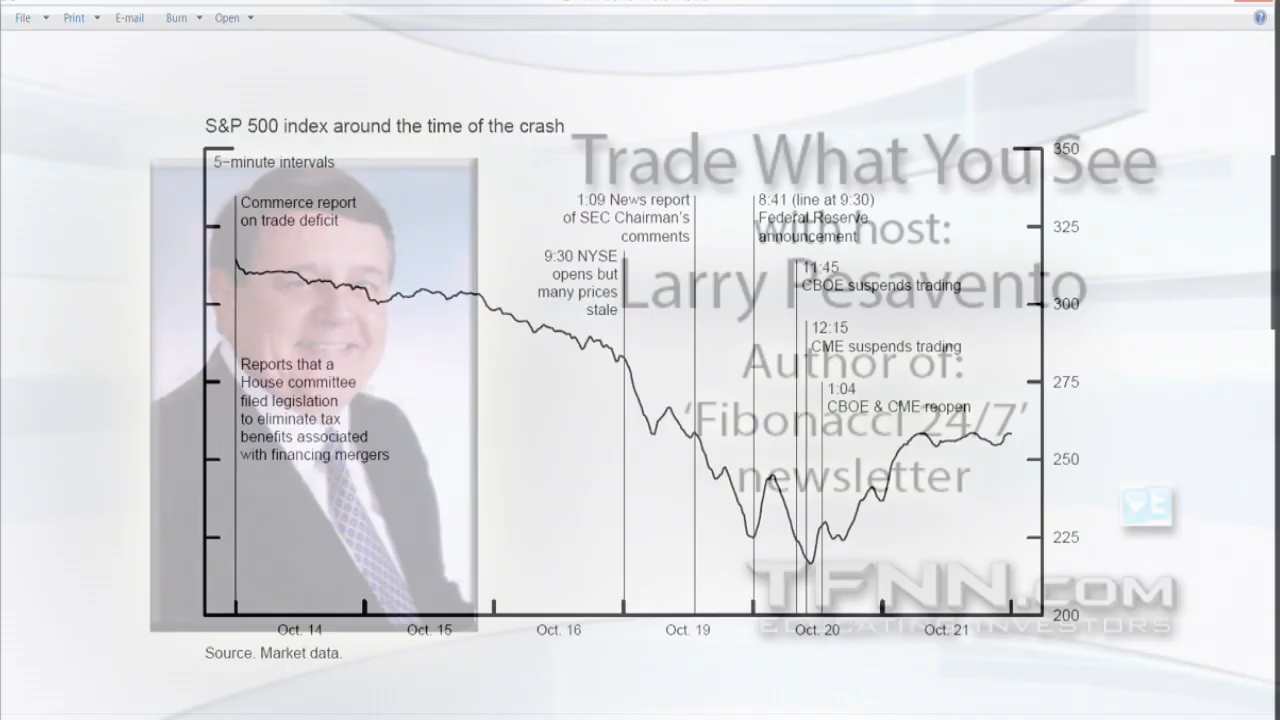 File
Print
E-mail
Burn
Open
S&P 500 index around the time of the crash
5-minute intervals
Commerce report
on trade deficit
Reports that a
House committee
filed legislation
to eliminate tax
benefits associated
with financing mergers
9:30 NYSE
opens but
many prices
stale
1:09 News report
of SEC Chairman's
comments
8:41 (line at 9:30)
Federal Reserve
announcement
11:45
CBOE suspends trading
12:15
CME suspends trading
1:04
CBOE & CME reopen
350
325
300
275
250
225
200
Oct. 14
Oct. 15
Oct. 16
Oct. 19
Oct. 20
Oct. 21
Source. Market data.
Trade What You See
with host:
Larry Pesavento
Author of:
'Fibonacci 24/7'
newsletter
TFNN.COM
EDUCATING INVESTORS